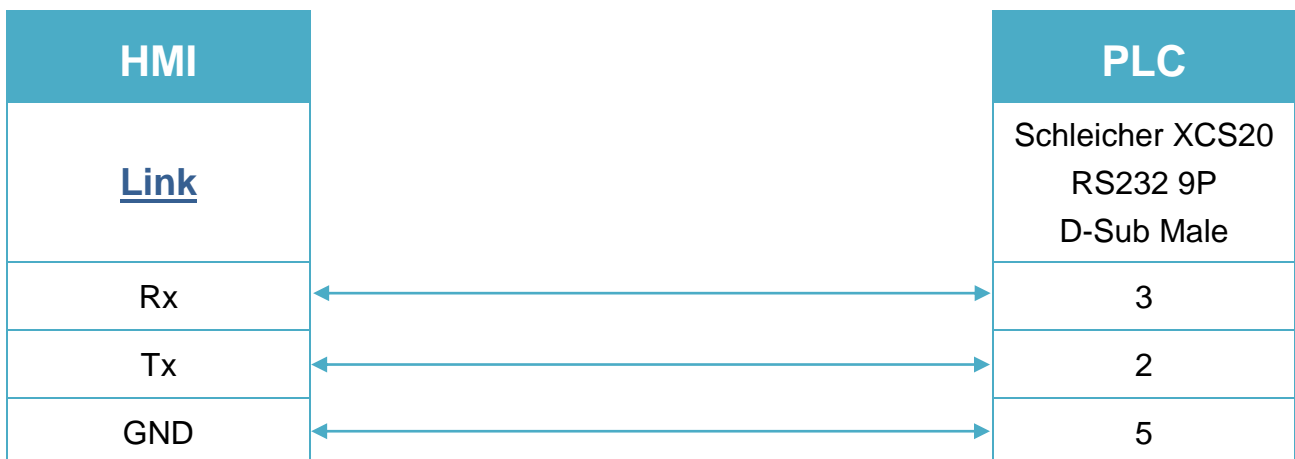 HMI
PLC
Link
Schleicher XCS20
RS232 9P
D-Sub Male
Rx
3
Tx
2
GND
5